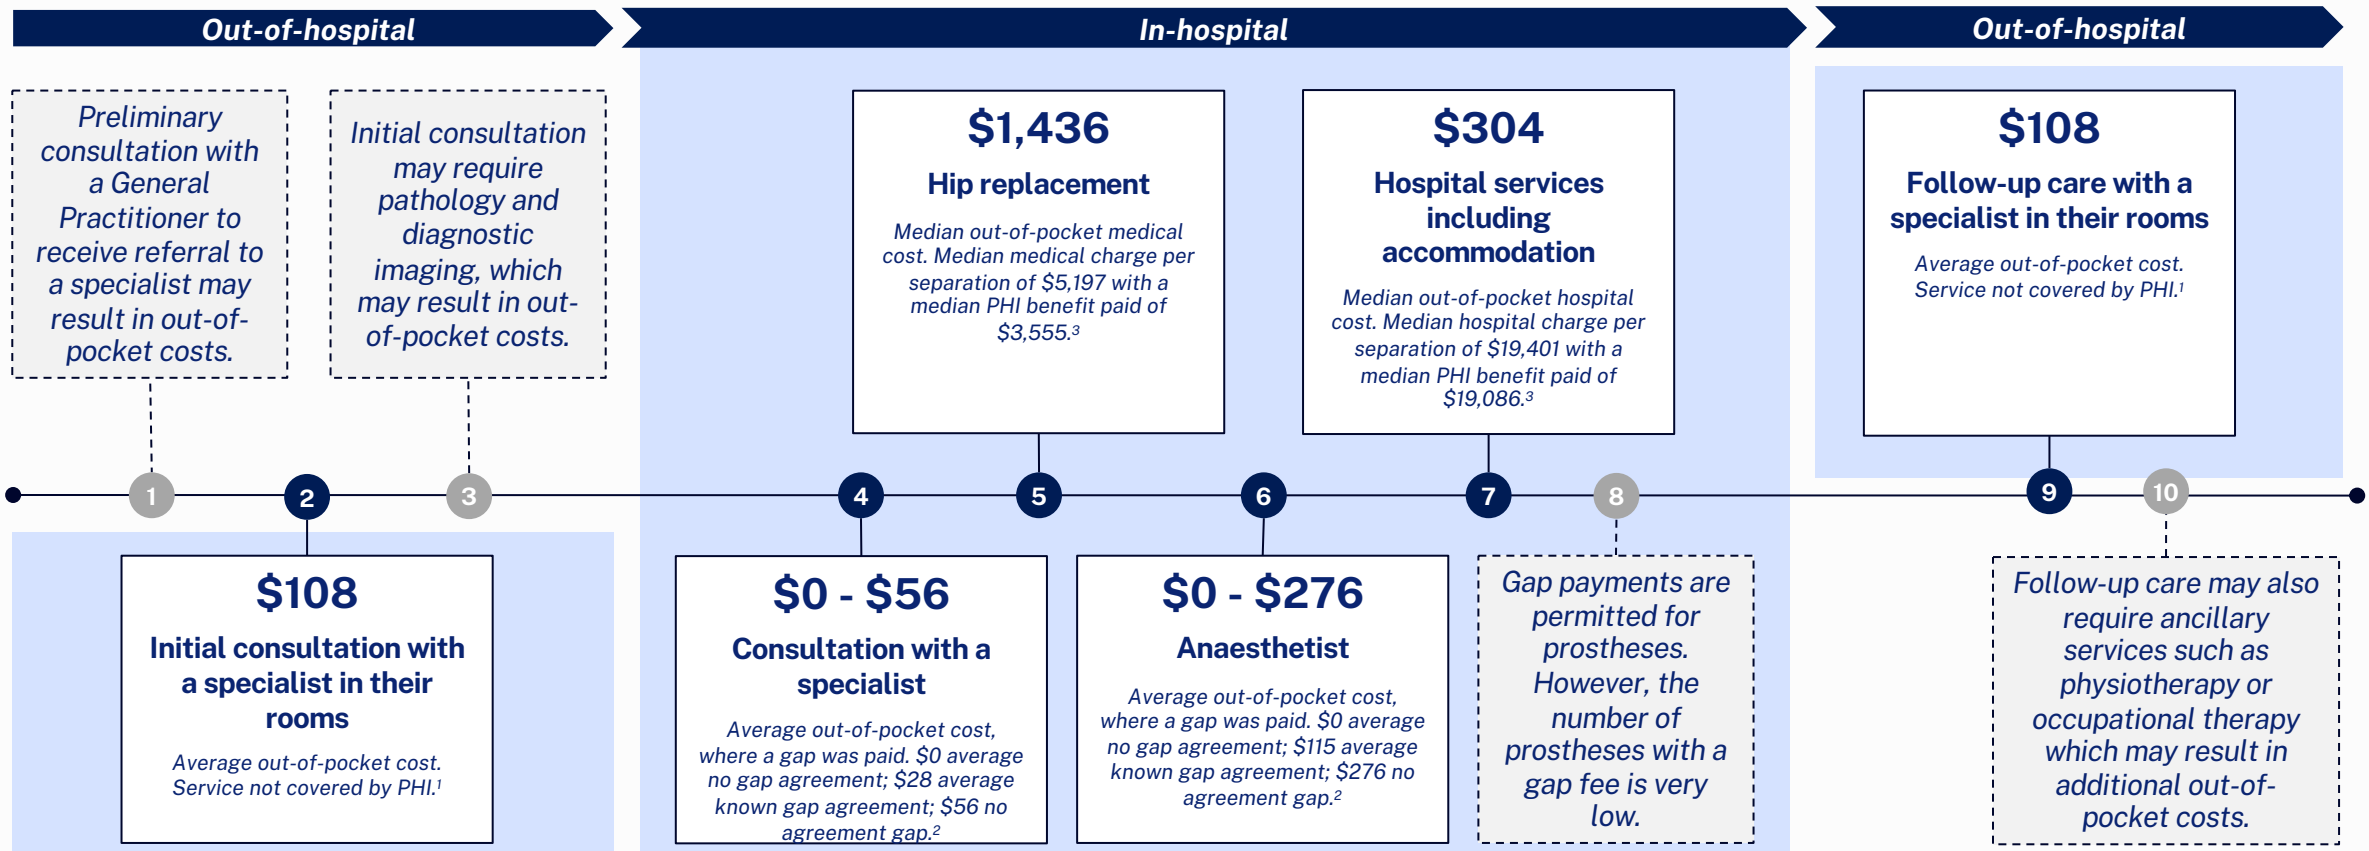 Out-of-hospital
In-hospital
Out-of-hospital
Preliminary
consultation with
a General
Practitioner to
receive referral to
a specialist may
result in out-of-
pocket costs.
Initial consultation
may require
pathology and
diagnostic
imaging, which
may result in out-
of-pocket costs.
$1,436
Hip replacement
Median out-of-pocket medical
cost. Median medical charge per
separation of $5,197 with a
median PHI benefit paid of
$3,555.³
$304
Hospital services
including
accommodation
Median out-of-pocket hospital
cost. Median hospital charge per
separation of $19,401 with a
median PHI benefit paid of
$19,086.³
$108
Follow-up care with a
specialist in their rooms
Average out-of-pocket cost.
Service not covered by PHI.¹
1
2
3
4
5
6
7
8
9
10
$108
Initial consultation with
a specialist in their
rooms
Average out-of-pocket cost.
Service not covered by PHI.¹
$0 - $56
Consultation with a
specialist
Average out-of-pocket cost,
where a gap was paid. $0 average
no gap agreement; $28 average
known gap agreement; $56 no
agreement gap.²
$0 - $276
Anaesthetist
Average out-of-pocket cost,
where a gap was paid. $0 average
no gap agreement; $115 average
known gap agreement; $276 no
agreement gap.²
Gap payments are
permitted for
prostheses.
However, the
number of
prostheses with a
gap fee is very
low.
Follow-up care may also
require ancillary
services such as
physiotherapy or
occupational therapy
which may result in
additional out-of-
pocket costs.